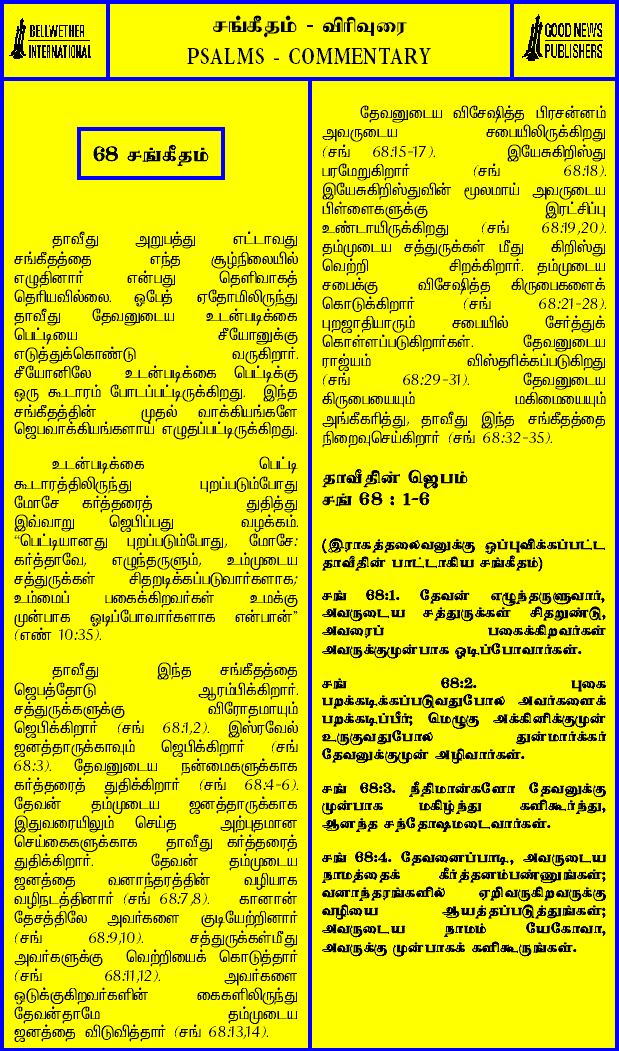 BELLWETHER
INTERNATIONAL
சங்கீதம் - விரிவுரை
PSALMS - COMMENTARY
GOOD NEWS
PUBLISHERS
68 சங்கீதம்
தாவீது அறுபத்து எட்டாவது
சங்கீதத்தை எந்த சூழ்நிலையில்
எழுதினார் என்பது தெளிவாகத்
தெரியவில்லை. ஓபேத் ஏதோமிலிருந்து
தாவீது தேவனுடைய உடன்படிக்கை
பெட்டியை சீயோனுக்கு
எடுத்துக்கொண்டு வருகிறார்.
சீயோனிலே உடன்படிக்கை பெட்டிக்கு
ஒரு கூடாரம் போடப்பட்டிருக்கிறது. இந்த
சங்கீதத்தின் முதல் வாக்கியங்களே
ஜெபவாக்கியங்களாய் எழுதப்பட்டிருக்கிறது.
உடன்படிக்கை பெட்டி
கூடாரத்திலிருந்து புறப்படும்போது
மோசே கர்த்தரைத் துதித்து
இவ்வாறு ஜெபிப்பது வழக்கம்.
“பெட்டியானது புறப்படும்போது, மோசே:
கர்த்தாவே, எழுந்தருளும், உம்முடைய
சத்துருக்கள் சிதறடிக்கப்படுவார்களாக;
உம்மைப் பகைக்கிறவர்கள் உமக்கு
முன்பாக ஓடிப்போவார்களாக என்பான்”
(எண் 10:35).
தாவீது இந்த சங்கீதத்தை
ஜெபத்தோடு ஆரம்பிக்கிறார்.
சத்துருக்களுக்கு விரோதமாயும்
ஜெபிக்கிறார் (சங் 68:1,2). இஸ்ரவேல்
ஜனத்தாருக்காவும் ஜெபிக்கிறார் (சங்
68:3). தேவனுடைய நன்மைகளுக்காக
கர்த்தரைத் துதிக்கிறார் (சங் 68:4-6).
தேவன் தம்முடைய ஜனத்தாருக்காக
இதுவரையிலும் செய்த அற்புதமான
செய்கைகளுக்காக தாவீது கர்த்தரைத்
துதிக்கிறார். தேவன் தம்முடைய
ஜனத்தை வனாந்தரத்தின் வழியாக
வழிநடத்தினார் (சங் 68:7,8). கானான்
தேசத்திலே அவர்களை குடியேற்றினார்
(சங் 68:9,10). சத்துருக்கள்மீது
அவர்களுக்கு வெற்றியைக் கொடுத்தார்
(சங் 68:11,12). அவர்களை
ஒடுக்குகிறவர்களின் கைகளிலிருந்து
தேவன்தாமே தம்முடைய
ஜனத்தை விடுவித்தார் (சங் 68:13,14).
தேவனுடைய விசேஷித்த பிரசன்னம்
அவருடைய சபையிலிருக்கிறது
(சங் 68:15-17). இயேசுகிறிஸ்து
பரமேறுகிறார் (சங் 68:18).
இயேசுகிறிஸ்துவின் மூலமாய் அவருடைய
பிள்ளைகளுக்கு இரட்சிப்பு
உண்டாயிருக்கிறது (சங் 68:19,20).
தம்முடைய சத்துருக்கள் மீது கிறிஸ்து
வெற்றி சிறக்கிறார். தம்முடைய
சபைக்கு விசேஷித்த கிருபைகளைக்
கொடுக்கிறார் (சங் 68:21-28).
புறஜாதியாரும் சபையில் சேர்த்துக்
கொள்ளப்படுகிறார்கள். தேவனுடைய
ராஜ்யம் விஸ்தரிக்கப்படுகிறது
(சங் 68:29-31). தேவனுடைய
கிருபையையும் மகிமையையும்
அங்கீகரித்து, தாவீது இந்த சங்கீதத்தை
நிறைவுசெய்கிறார் (சங் 68:32-35).
தாவீதின் ஜெபம்
சங் 68 : 1-6
(இராகத்தலைவனுக்கு ஒப்புவிக்கப்பட்ட
தாவீதின் பாட்டாகிய சங்கீதம்)
சங் 68:1. தேவன் எழுந்தருளுவார்,
அவருடைய சத்துருக்கள் சிதறுண்டு,
அவரைப் பகைக்கிறவர்கள்
அவருக்குமுன்பாக ஓடிப்போவார்கள்.
சங் 68:2. புகை
பறக்கடிக்கப்படுவதுபோல் அவர்களைக்
பறக்கடிப்பீர்; மெழுகு அக்கினிக்குமுன்
உருகுவதுபோல் துன்மார்க்கர்
தேவனுக்குமுன் அழிவார்கள்.
சங் 68:3. நீதிமான்களோ தேவனுக்கு
முன்பாக மகிழ்ந்து களிகூர்ந்து,
ஆனந்த சந்தோஷமடைவார்கள்.
சங் 68:4. தேவனைப்பாடி, அவருடைய
நாமத்தைக் கீர்த்தனம்பண்ணுங்கள்;
வனாந்தரங்களில் ஏறிவருகிறவருக்கு
வழியை ஆயத்தப்படுத்துங்கள்;
அவருடைய நாமம் யேகோவா,
அவருக்கு முன்பாகக் களிகூருங்கள்.